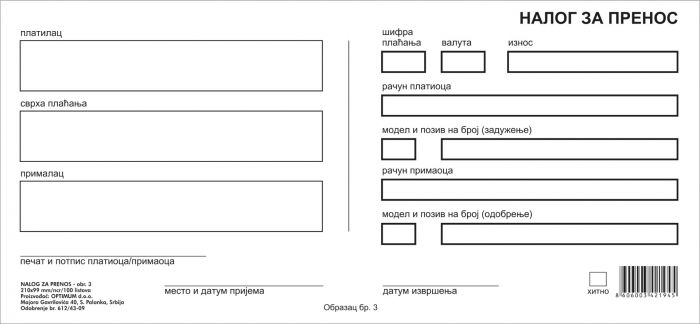 НАЛОГ ЗА ПРЕНОС
платилац
сврха плаћања
прималац
шифра
плаћања
валута
износ
рачун платиоца
модел и позив на број (задужење)
рачун примаоца
модел и позив на број (одобрење)
печат и потпис платиоца/примаоца
место и датум пријема
датум извршења
хитно
NALOG ZA PRENOS - obr. 3
210x99 mm/ncr/100 listova
Proizvođač: OPTIMUM d.o.o.
Majora Gavrilovića 40, S. Palanka, Srbija
Odobrenje br. 612/43-09
Образац бр. 3
8 606003 421945